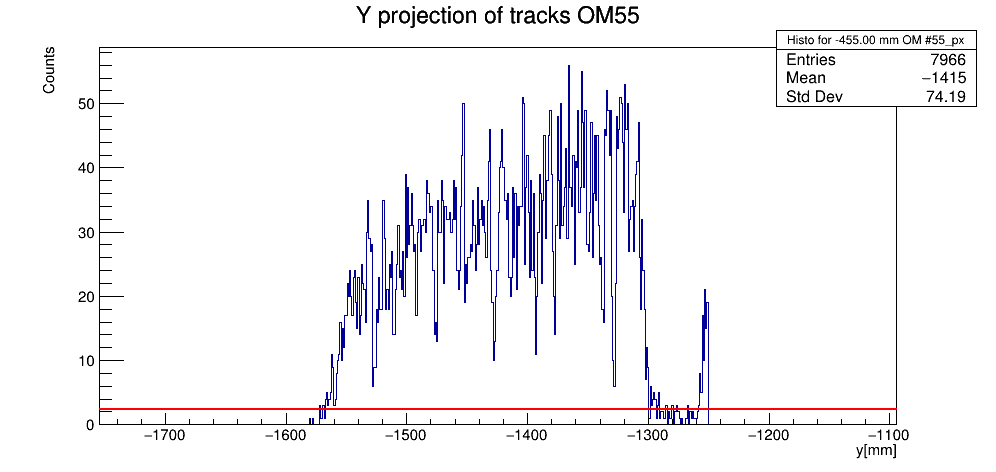 Y projection of tracks OM55
Histo for -455.00 mm OM #55_px
Entries 7966
Mean −1415
Std Dev 74.19
Counts
50
40
30
20
10
0
−1700 −1600 −1500 −1400 −1300 −1200 −1100
y[mm]